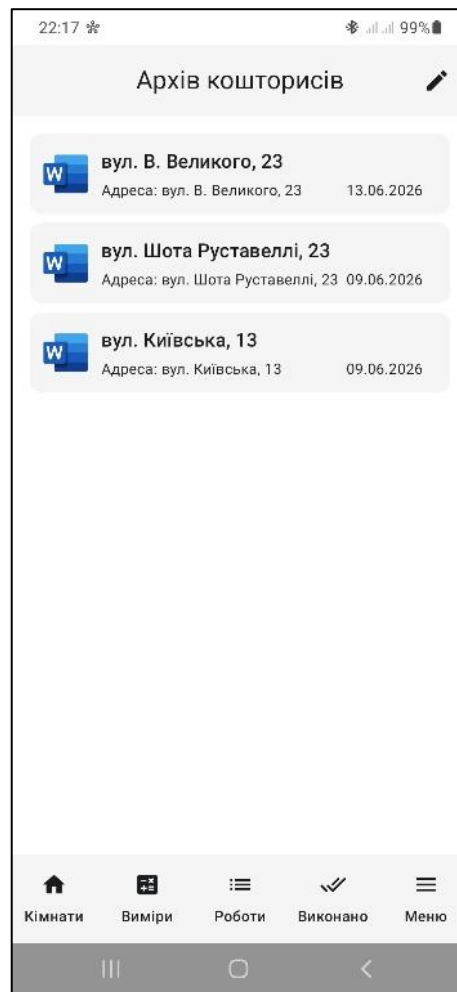 22:17 99%
Архів кошторисів
W вул. В. Великого, 23
Адреса: вул. В. Великого, 23 13.06.2026
W вул. Шота Руставеллі, 23
Адреса: вул. Шота Руставеллі, 23 09.06.2026
W вул. Київська, 13
Адреса: вул. Київська, 13 09.06.2026
Кімнати Виміри Роботи Виконано Меню